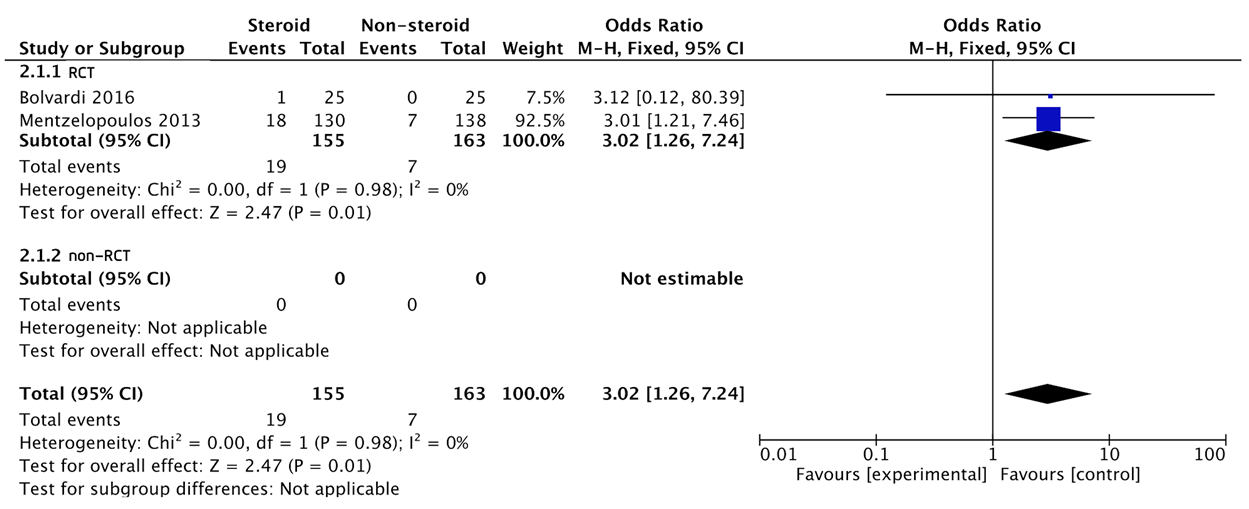 Steroid Non-steroid Odds Ratio Odds Ratio
Study or Subgroup Events Total Events Total Weight M-H, Fixed, 95% CI M-H, Fixed, 95% CI
2.1.1 RCT
Bolvardi 2016 1 25 0 25 7.5% 3.12 [0.12, 80.39]
Mentzelopoulos 2013 18 130 7 138 92.5% 3.01 [1.21, 7.46]
Subtotal (95% CI) 155 163 100.0% 3.02 [1.26, 7.24]
Total events 19 7
Heterogeneity: Chi² = 0.00, df = 1 (P = 0.98); I² = 0%
Test for overall effect: Z = 2.47 (P = 0.01)
2.1.2 non-RCT
Subtotal (95% CI) 0 0 Not estimable
Total events 0 0
Heterogeneity: Not applicable
Test for overall effect: Not applicable
Total (95% CI) 155 163 100.0% 3.02 [1.26, 7.24]
Total events 19 7
Heterogeneity: Chi² = 0.00, df = 1 (P = 0.98); I² = 0%
Test for overall effect: Z = 2.47 (P = 0.01)
Test for subgroup differences: Not applicable
0.01 0.1 1 10 100
Favours [experimental] Favours [control]